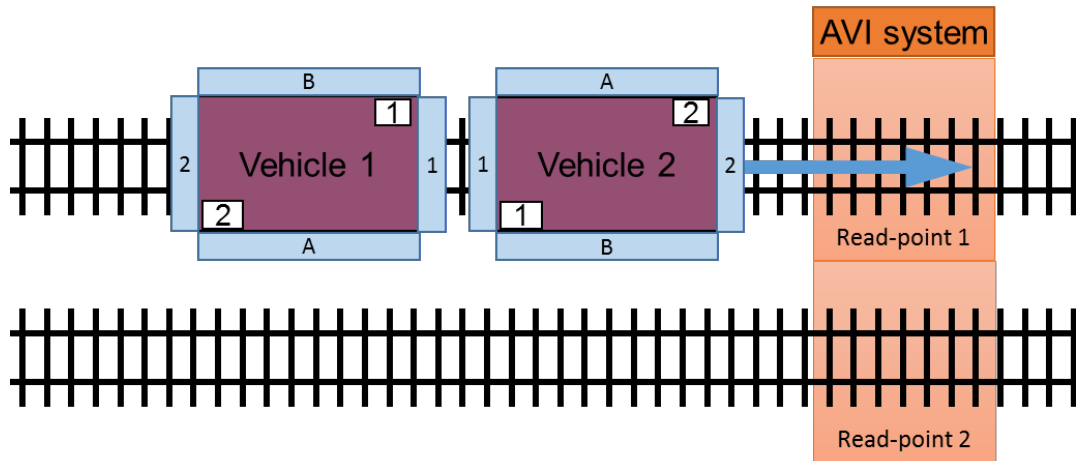 AVI system
B
A
1
2
2
Vehicle 1
1
1
Vehicle 2
2
2
1
A
B
Read-point 1
Read-point 2